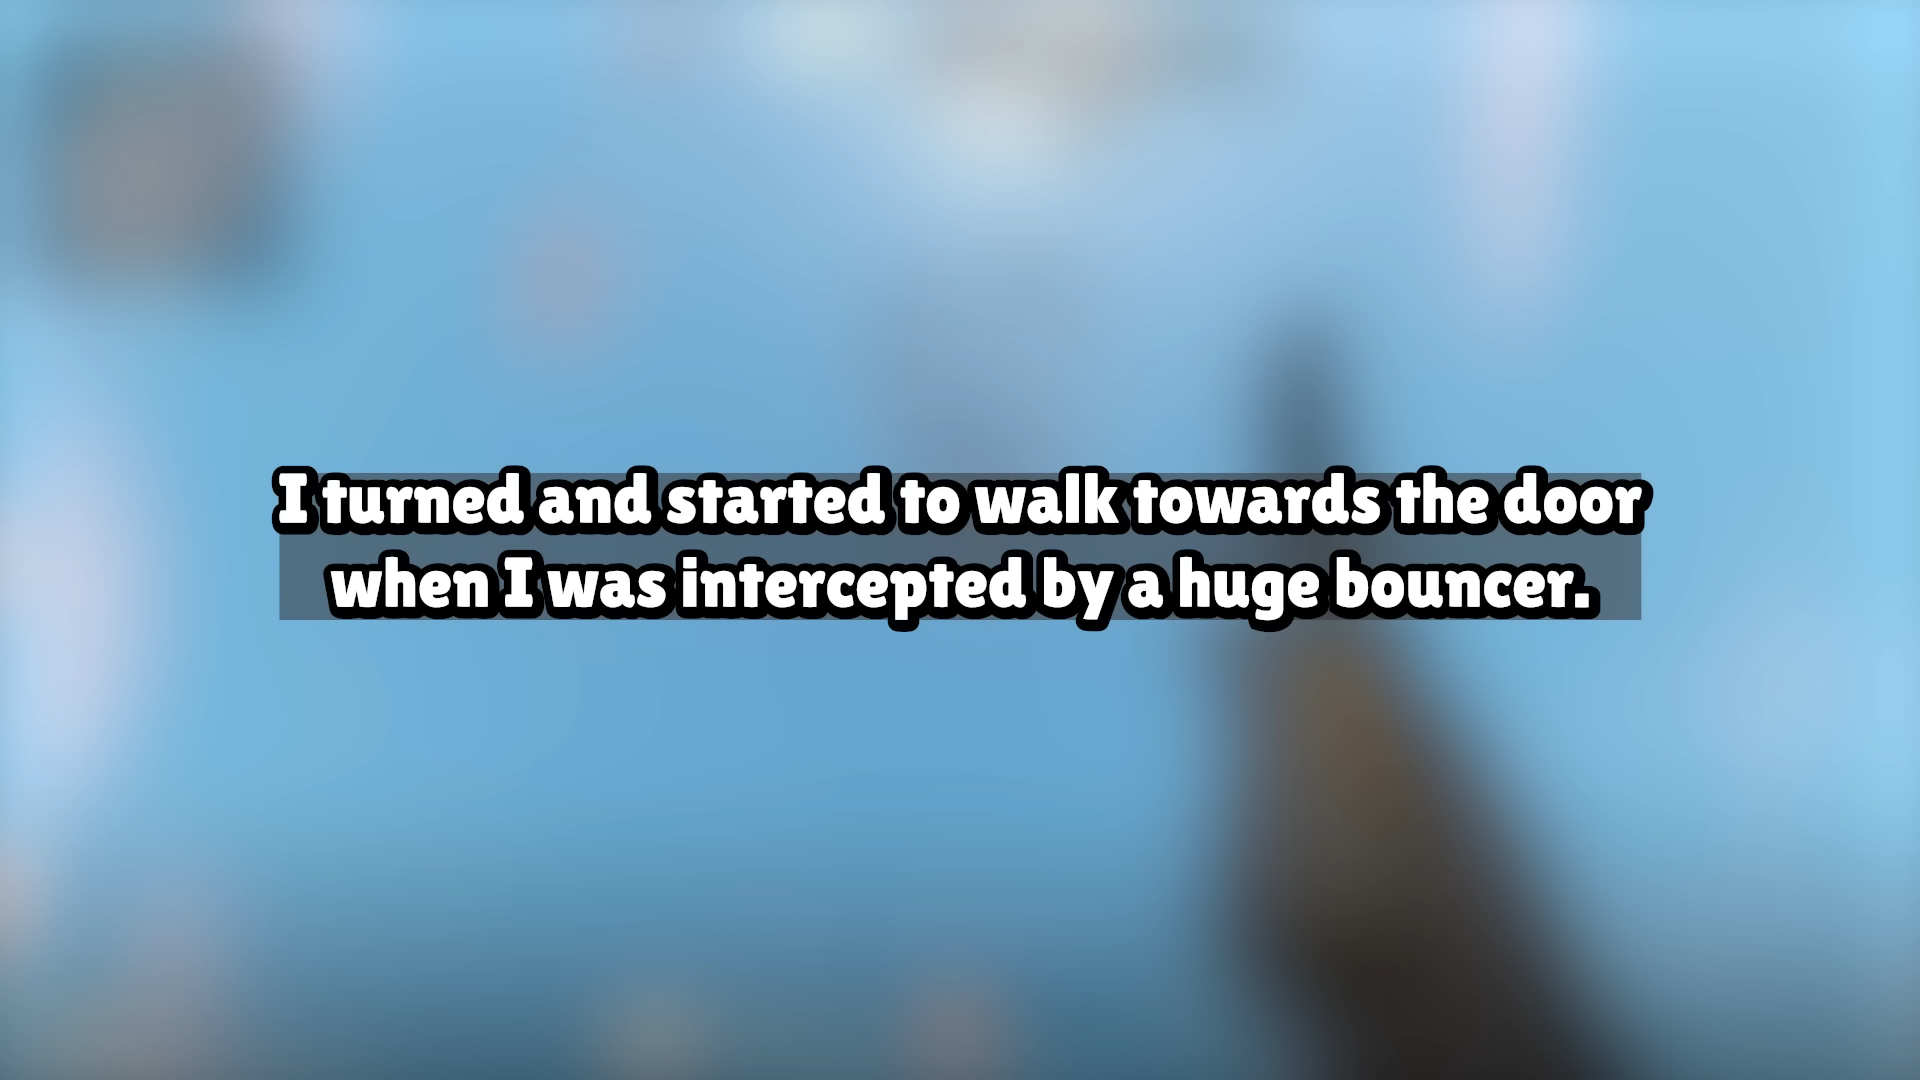 I turned and started to walk towards the door
when I was intercepted by a huge bouncer.